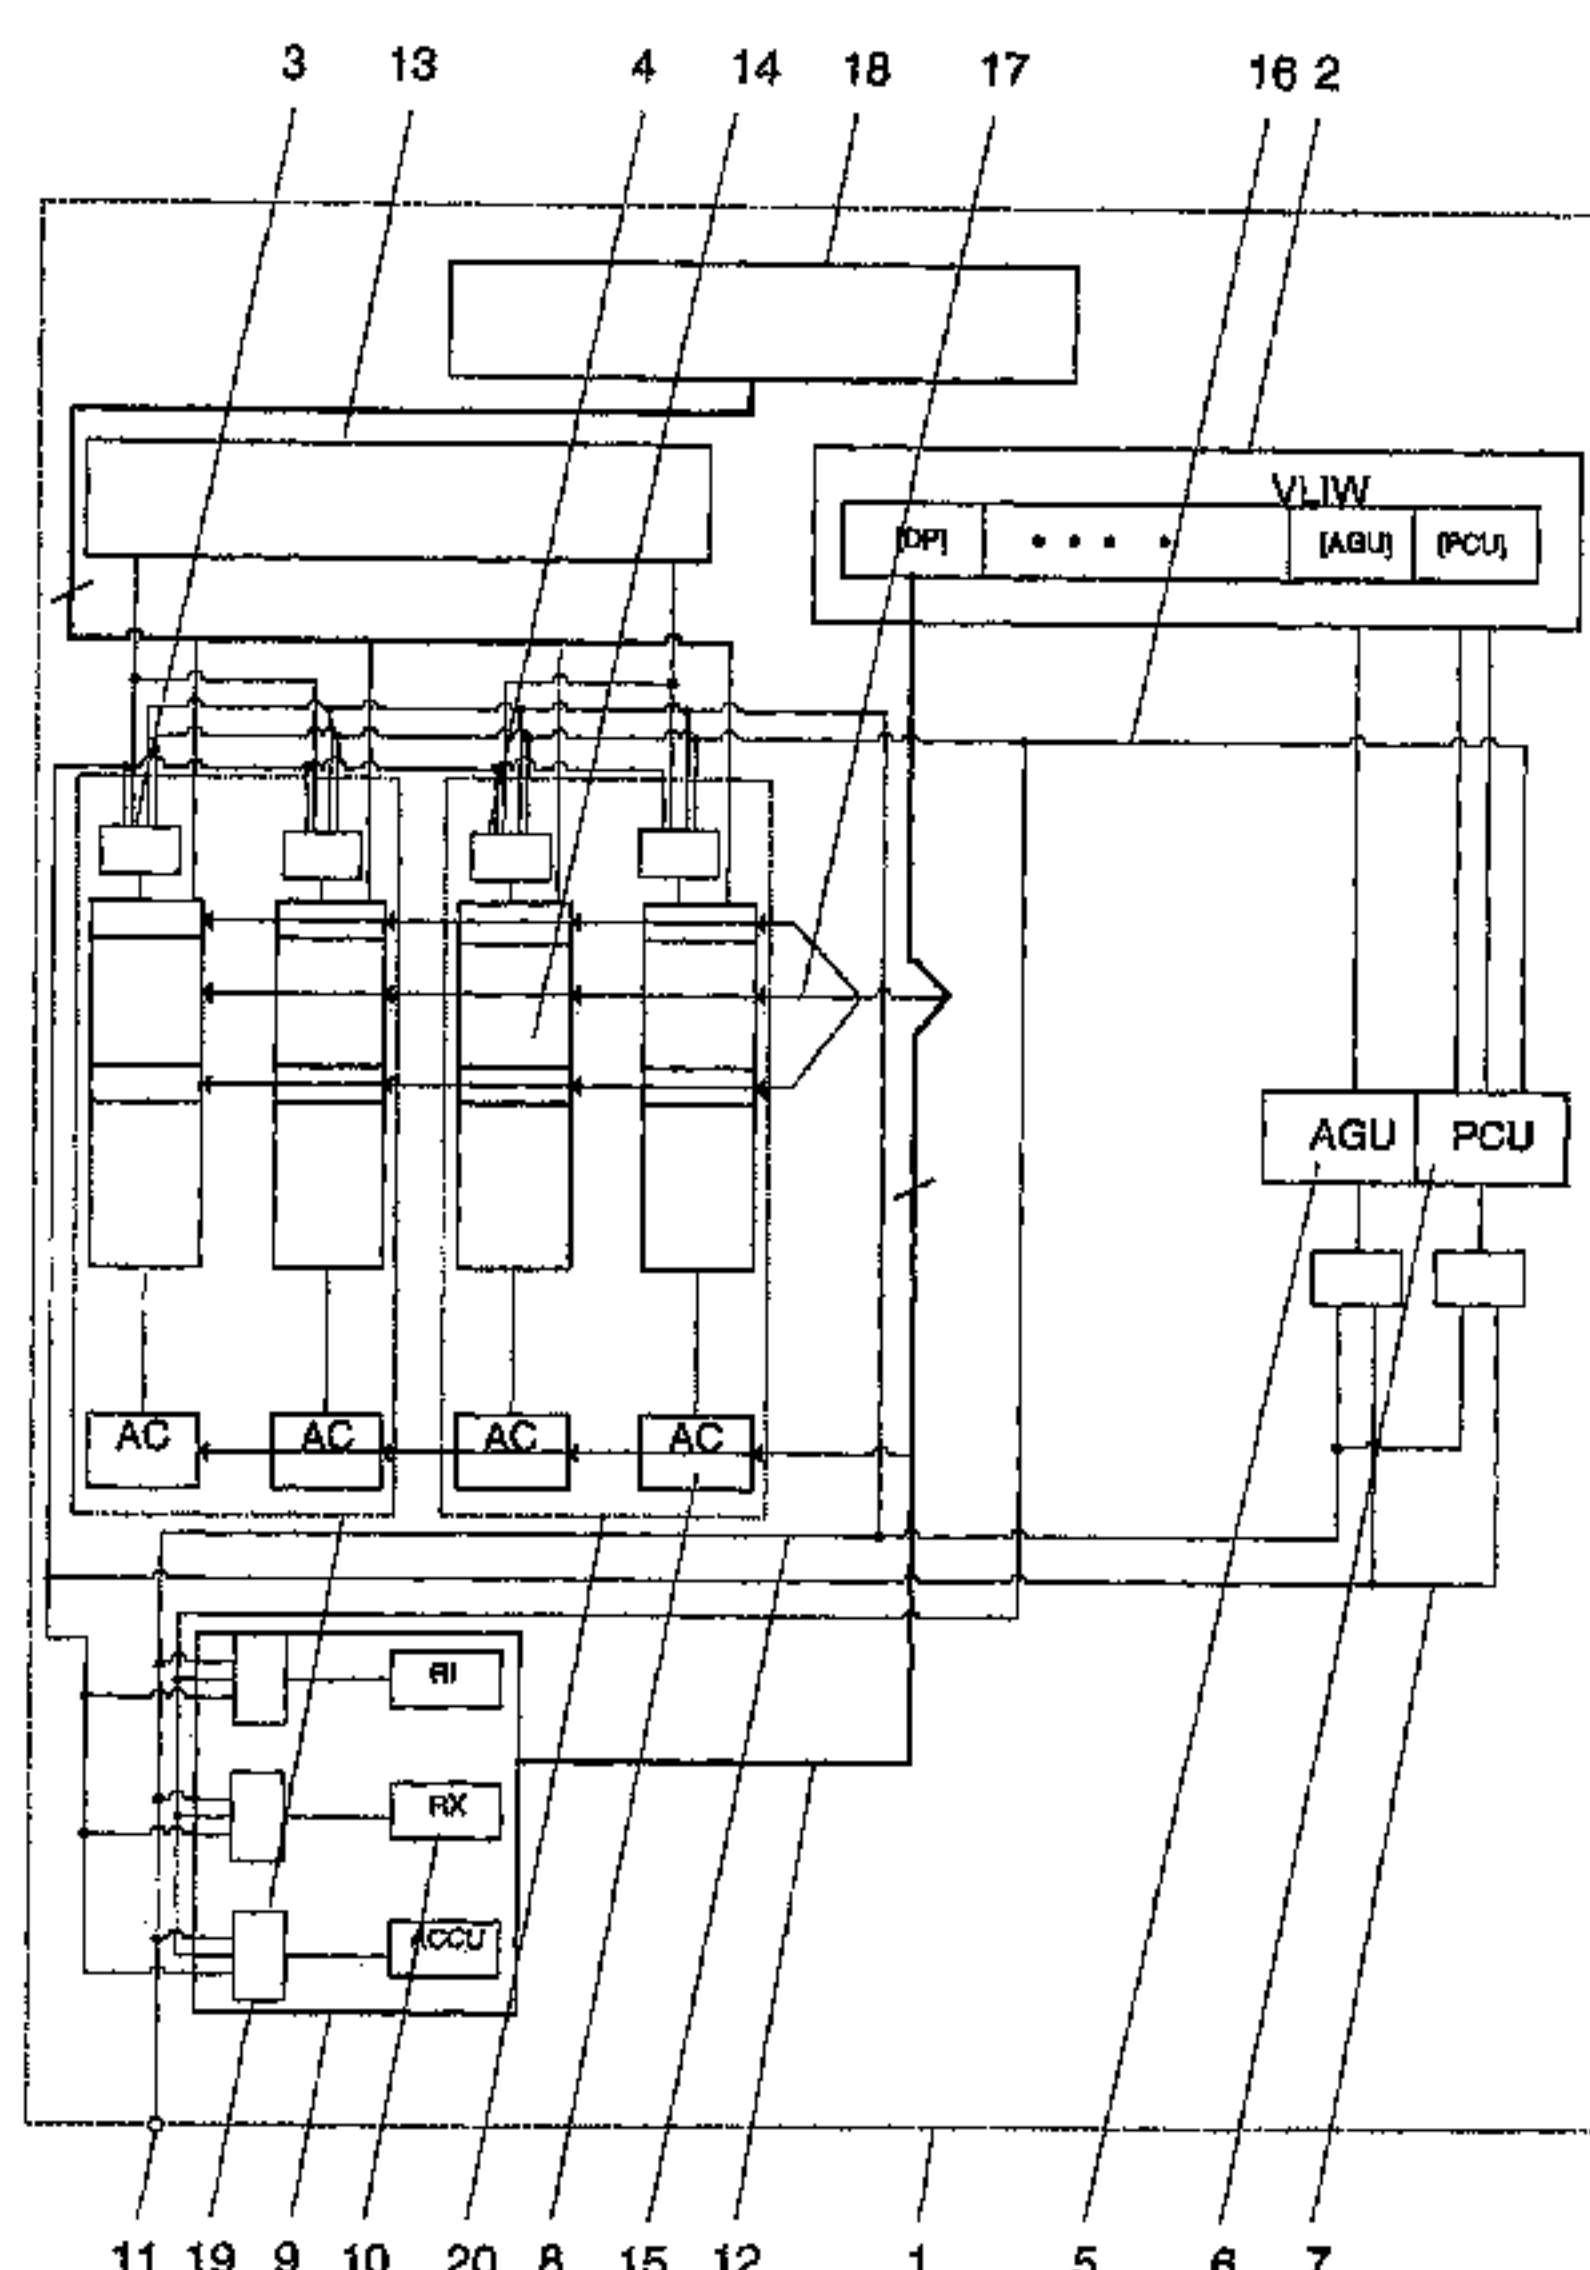 3 13 4 14 18 17 16 2
VLIW
[DP] • • • • [AGU] [PCU]
AGU PCU
AC AC AC AC
RI
RX
ACCU
11 19 9 10 20 8 15 12 1 5 6 7